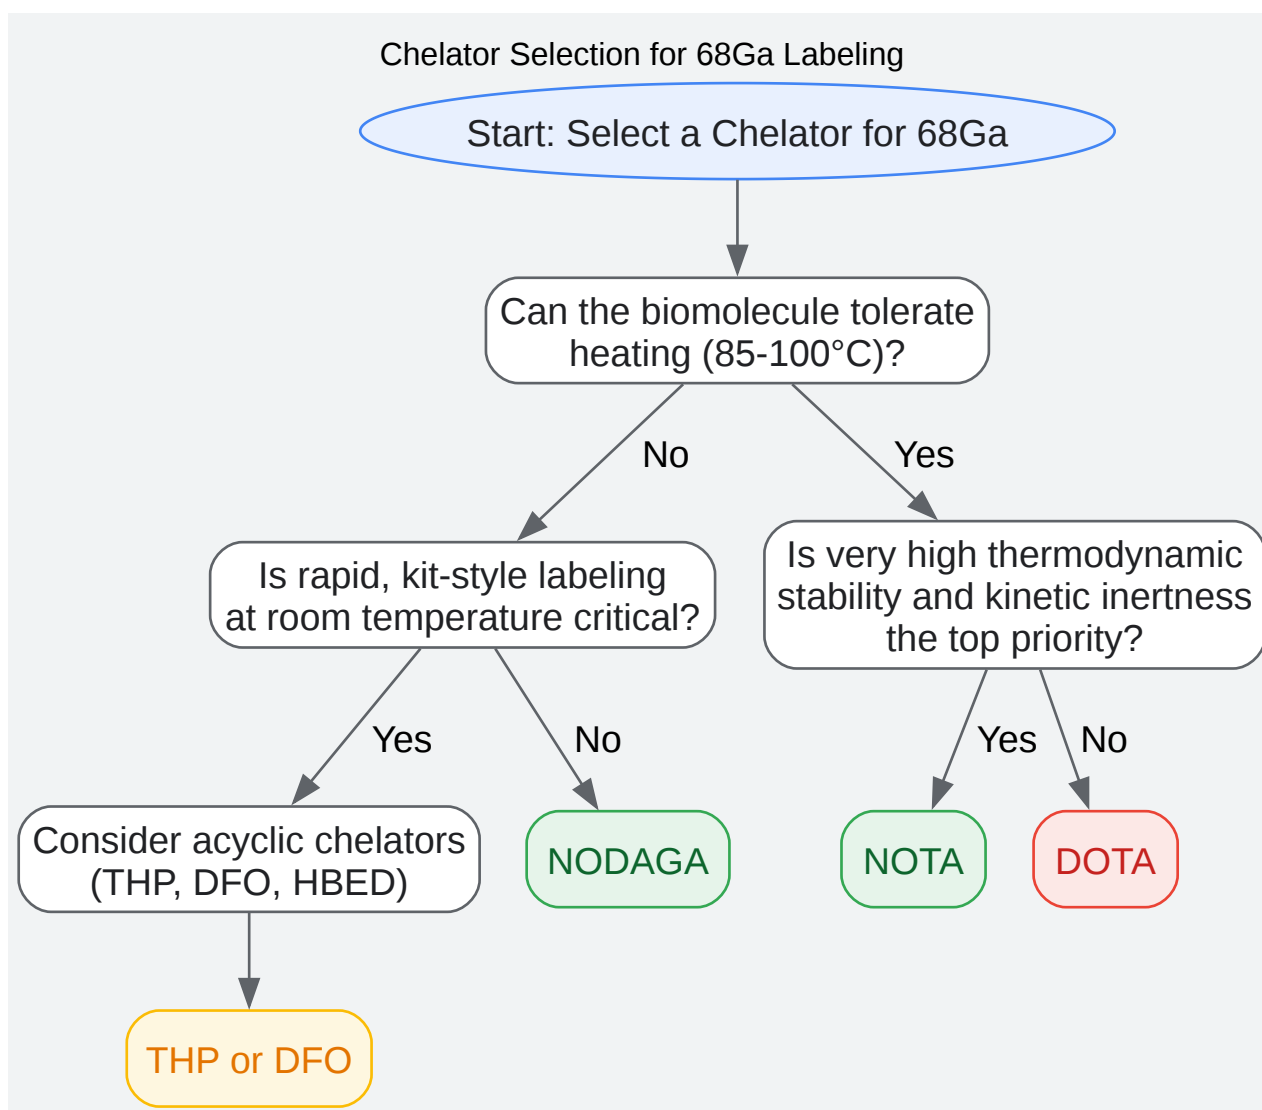 Chelator Selection for 68Ga Labeling
Start: Select a Chelator for 68Ga
Can the biomolecule tolerate
heating (85-100°C)?
No
Yes
Is rapid, kit-style labeling
at room temperature critical?
Is very high thermodynamic
stability and kinetic inertness
the top priority?
Yes
No
Yes
No
Consider acyclic chelators
(THP, DFO, HBED)
NODAGA
NOTA
DOTA
THP or DFO